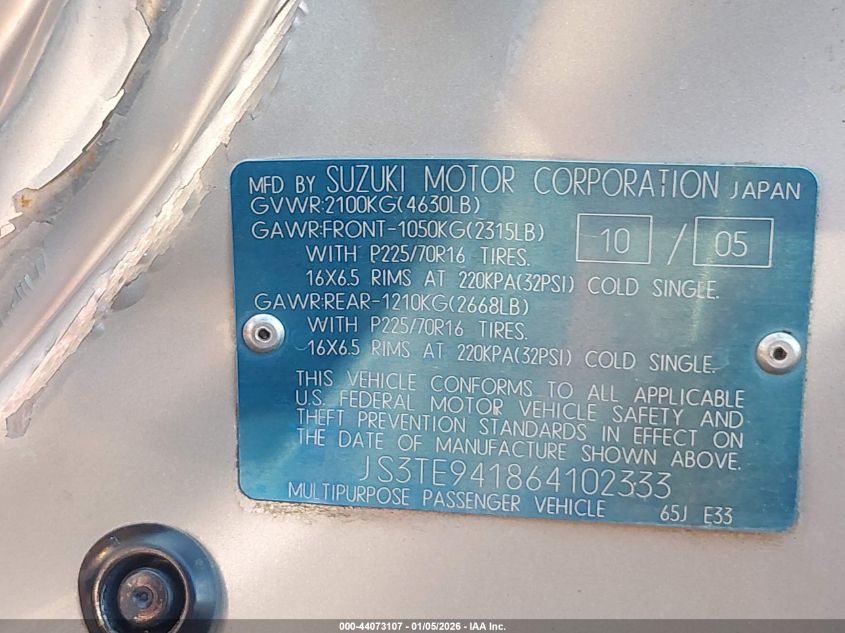 MFD BY SUZUKI MOTOR CORPORATION JAPAN
GVWR:2100KG(4630LB)
GAWR:FRONT-1050KG(2315LB) 10 / 05
WITH P225/70R16 TIRES.
16X6.5 RIMS AT 220KPA(32PSI) COLD SINGLE.
GAWR:REAR-1210KG(2668LB)
WITH P225/70R16 TIRES.
16X6.5 RIMS AT 220KPA(32PSI) COLD SINGLE.
THIS VEHICLE CONFORMS TO ALL APPLICABLE
U.S. FEDERAL MOTOR VEHICLE SAFETY AND
THEFT PREVENTION STANDARDS IN EFFECT ON
THE DATE OF MANUFACTURE SHOWN ABOVE.
JS3TE941864102333
MULTIPURPOSE PASSENGER VEHICLE 65J E33
000-44073107 - 01/05/2026 - IAA Inc.